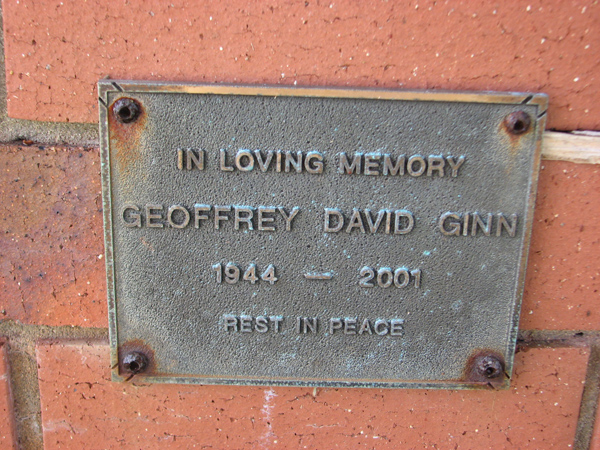 IN LOVING MEMORY
GEOFFREY DAVID GINN
1944 — 2001
REST IN PEACE